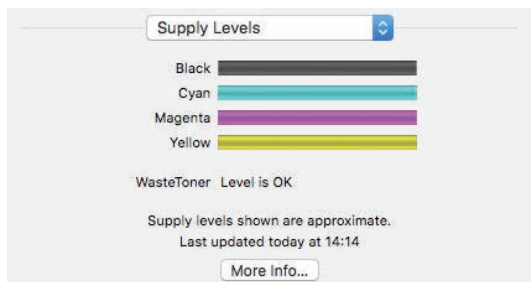 Supply Levels
Black
Cyan
Magenta
Yellow
WasteToner Level is OK
Supply levels shown are approximate.
Last updated today at 14:14
More Info...